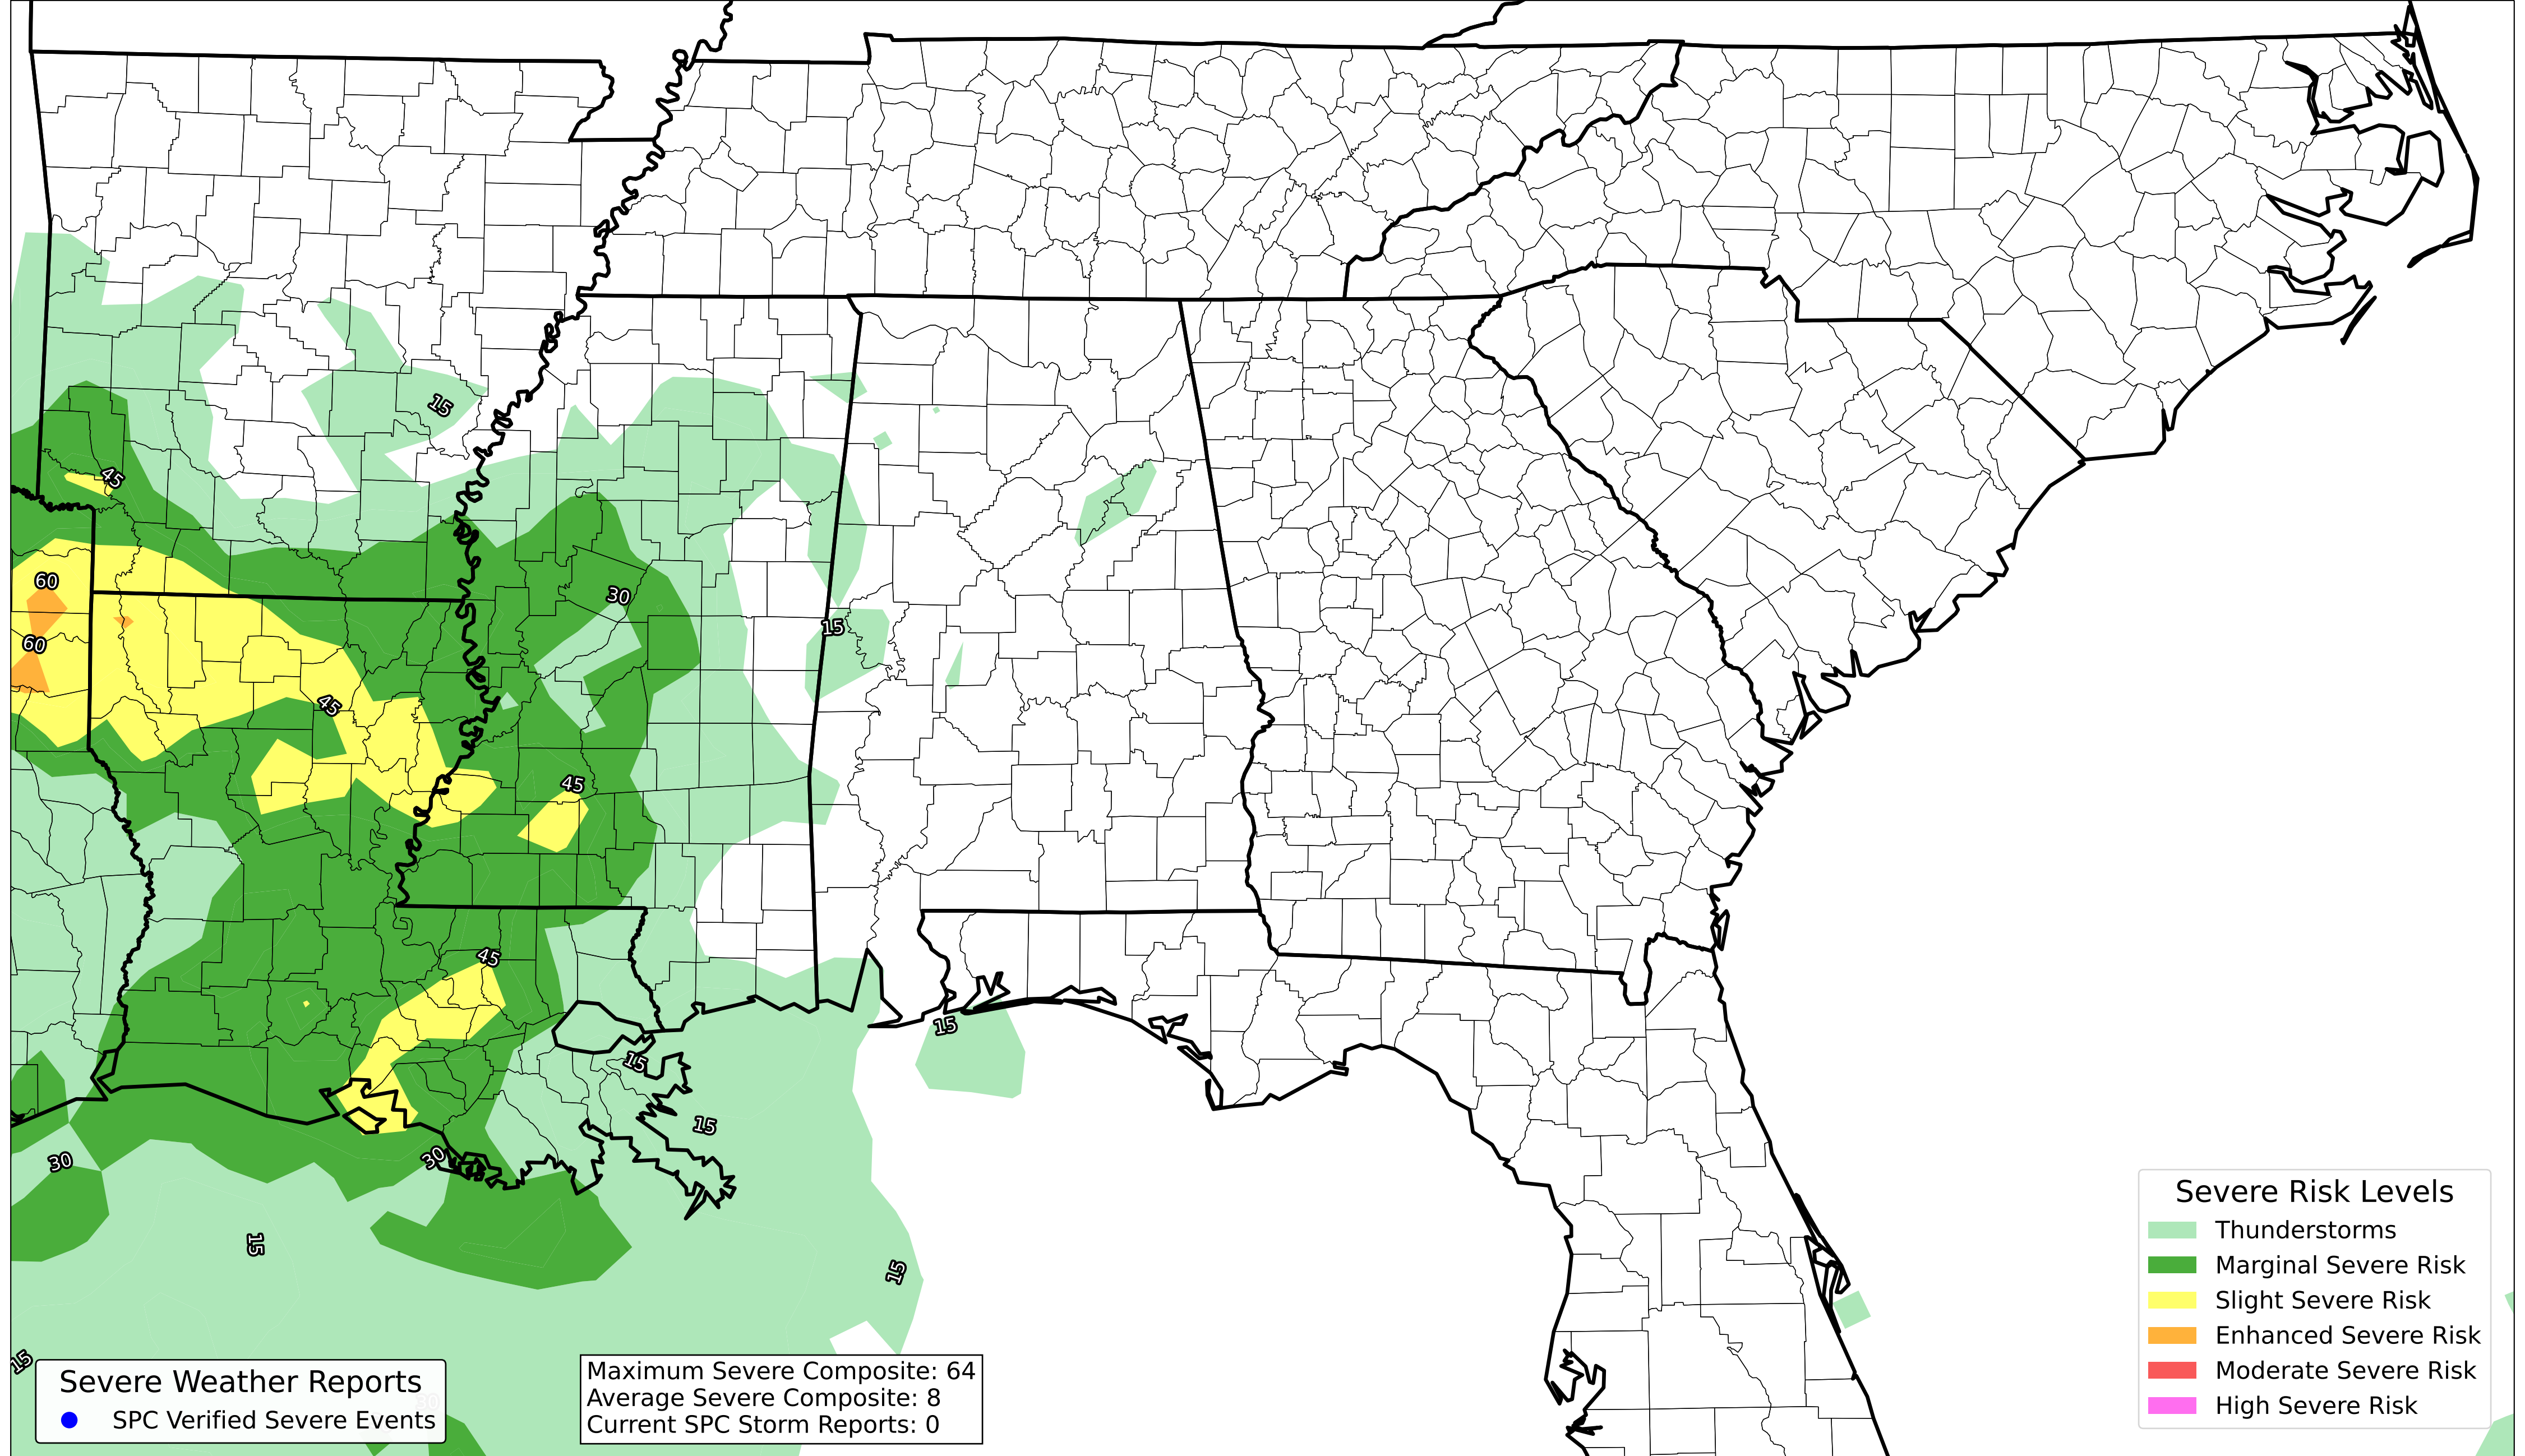 15
45
60
30
15
60
45
45
45
15
15
15
30
30
15
15
15
30
Severe Weather Reports
SPC Verified Severe Events
Maximum Severe Composite: 64
Average Severe Composite: 8
Current SPC Storm Reports: 0
Severe Risk Levels
Thunderstorms
Marginal Severe Risk
Slight Severe Risk
Enhanced Severe Risk
Moderate Severe Risk
High Severe Risk